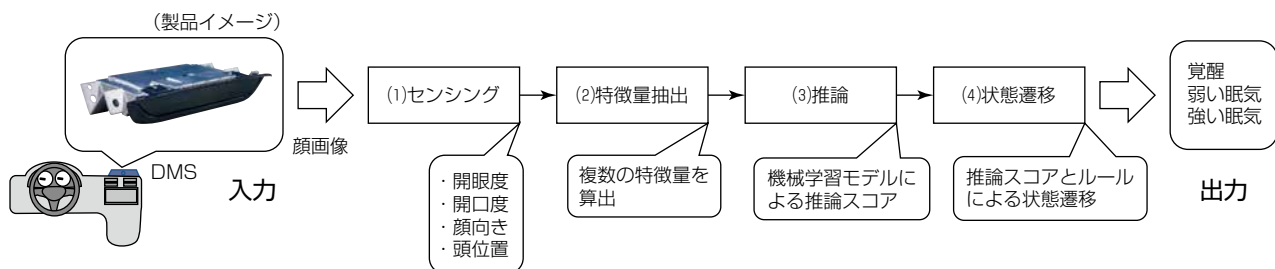 (製品イメージ)
DMS
入力
顔画像
(1)センシング
・開眼度
・開口度
・顔向き
・頭位置
(2)特徴量抽出
複数の特徴量を
算出
(3)推論
機械学習モデルに
よる推論スコア
(4)状態遷移
推論スコアとルール
による状態遷移
覚醒
弱い眠気
強い眠気
出力